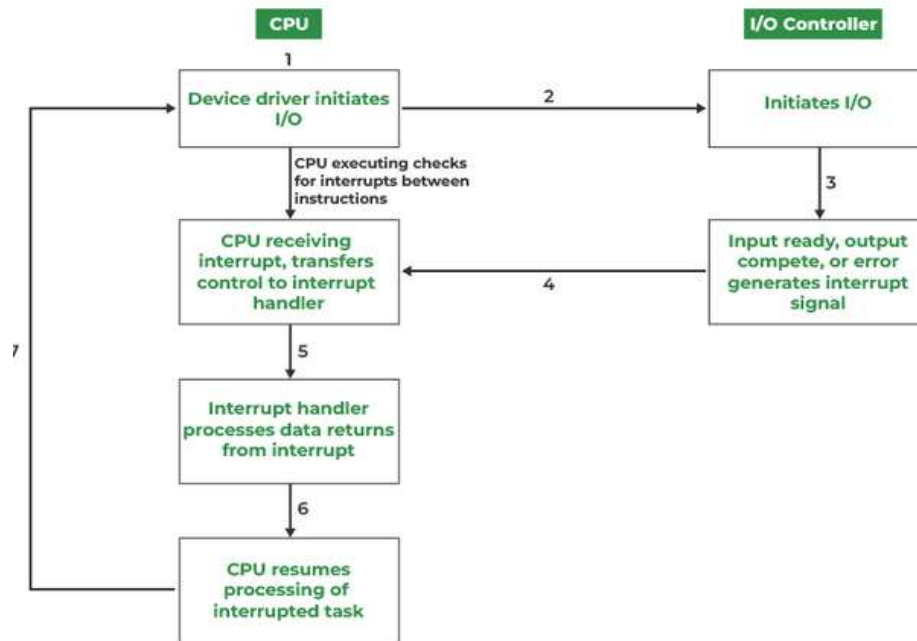 CPU
I/O Controller
1
Device driver initiates
I/O
2
Initiates I/O
CPU executing checks
for interrupts between
instructions
3
CPU receiving
interrupt, transfers
control to interrupt
handler
4
Input ready, output
compete, or error
generates interrupt
signal
7
5
Interrupt handler
processes data returns
from interrupt
6
CPU resumes
processing of
interrupted task